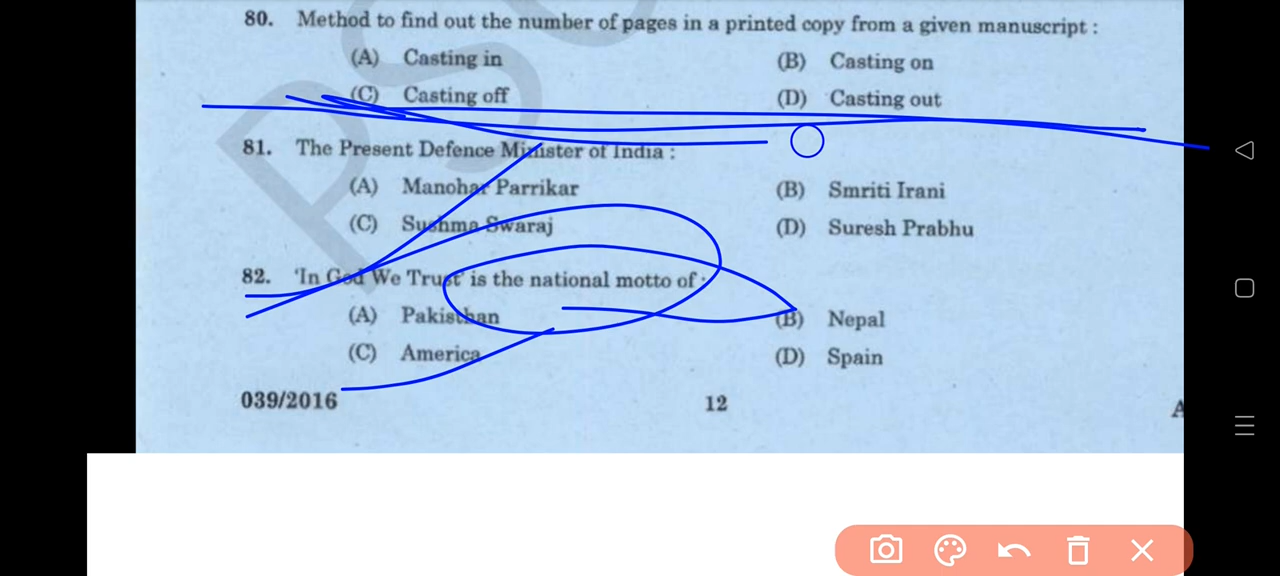 80. Method to find out the number of pages in a printed copy from a given manuscript :
(A) Casting in (B) Casting on
(C) Casting off (D) Casting out
81. The Present Defence Minister of India :
(A) Manohar Parrikar (B) Smriti Irani
(C) Sushma Swaraj (D) Suresh Prabhu
82. 'In God We Trust' is the national motto of :
(A) Pakisthan (B) Nepal
(C) America (D) Spain
039/2016 12 A